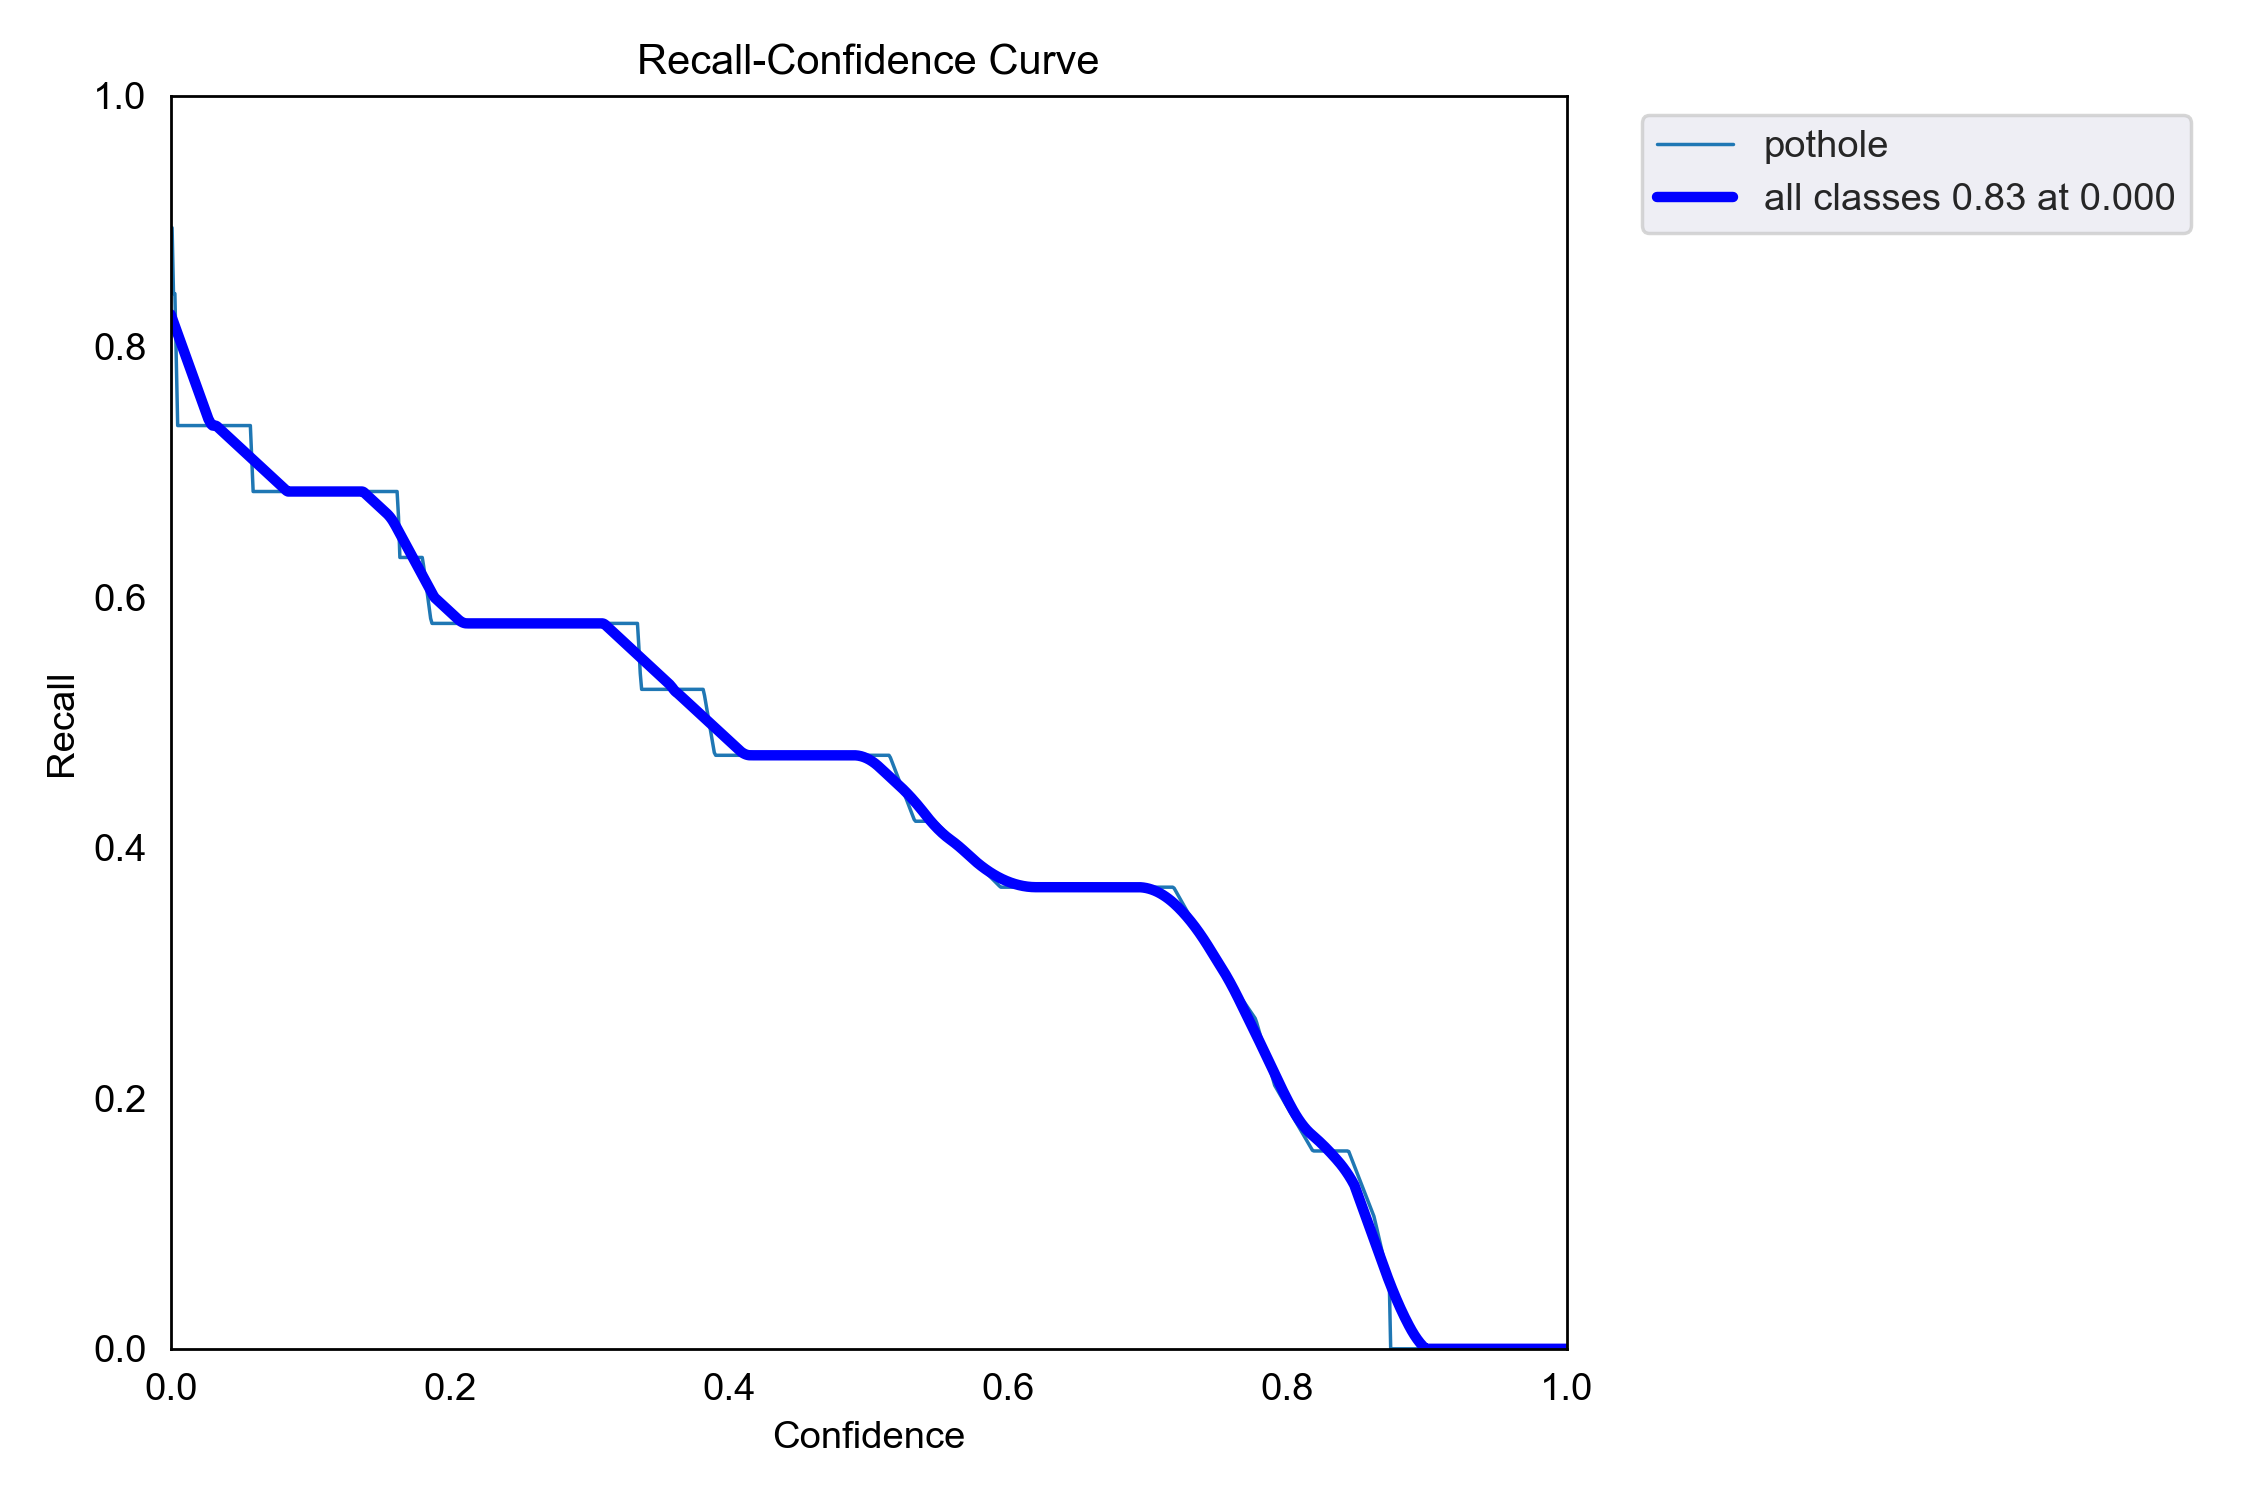 Recall-Confidence Curve
1.0
0.8
0.6
0.4
0.2
0.0
Recall
0.0 0.2 0.4 0.6 0.8 1.0
Confidence
pothole
all classes 0.83 at 0.000